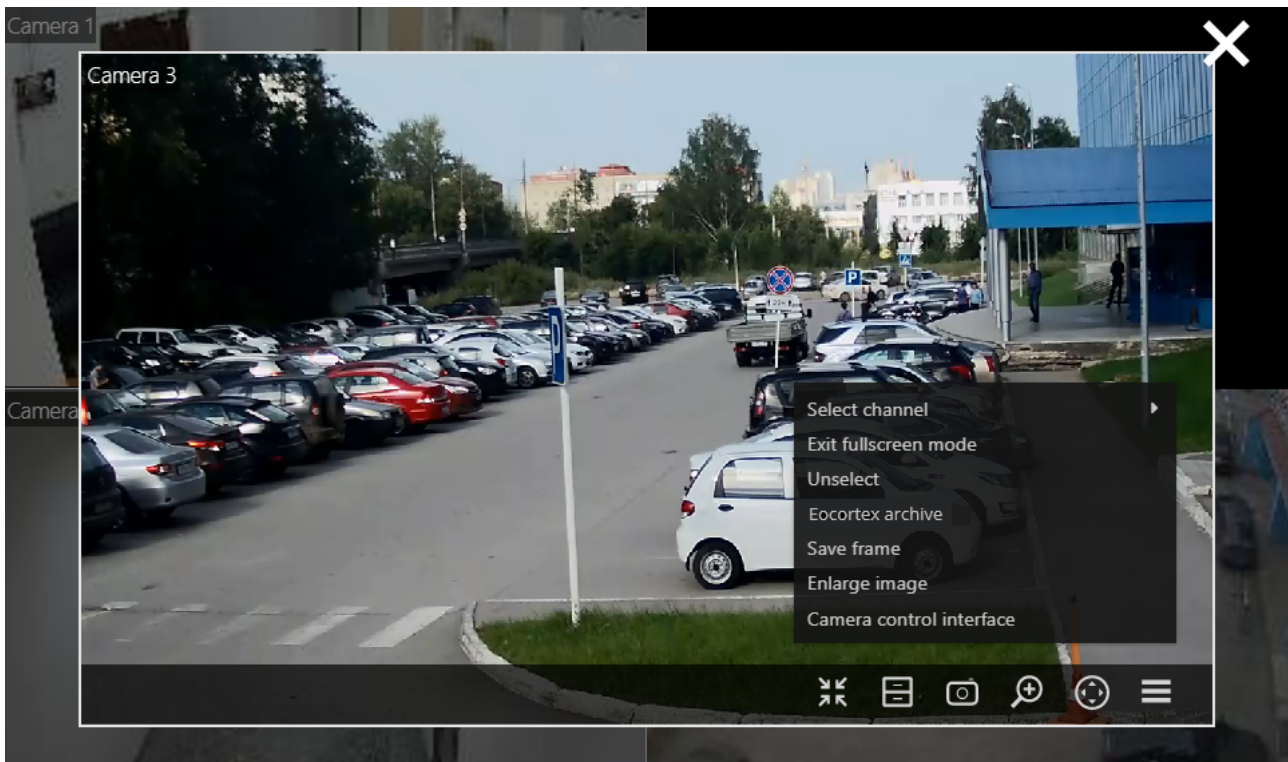 Camera 1
Camera 3
P
Camera
P
Select channel
Exit fullscreen mode
Unselect
Eocortex archive
Save frame
Enlarge image
Camera control interface